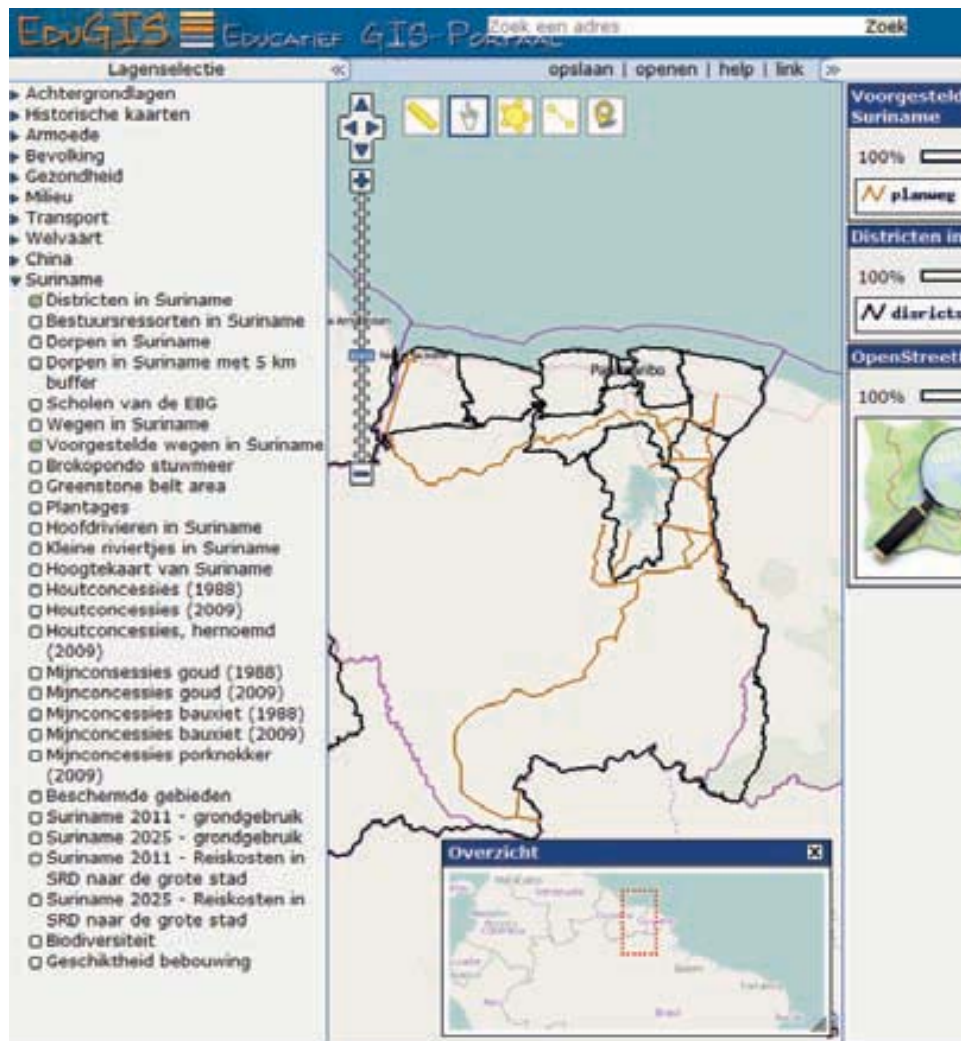 EduGIS Educatief GIS-Portaal
Zoek een adres
Zoek
Lagenselectie
opslaan | openen | help | link
Achtergrondlagen
Historische kaarten
Armoede
Bevolking
Gezondheid
Milieu
Transport
Welvaart
China
Suriname
Districten in Suriname
Bestuursressorten in Suriname
Dorpen in Suriname
Dorpen in Suriname met 5 km
buffer
Scholen van de EBG
Wegen in Suriname
Voorgestelde wegen in Suriname
Brokopondo stuwmeer
Greenstone belt area
Plantages
Hoofdrivieren in Suriname
Kleine riviertjes in Suriname
Hoogtekaart van Suriname
Houtconcessies (1988)
Houtconcessies (2009)
Houtconcessies, hernoemd
(2009)
Mijnconsessies goud (1988)
Mijnconcessies goud (2009)
Mijnconcessies bauxiet (1988)
Mijnconcessies bauxiet (2009)
Mijnconcessies porknokker
(2009)
Beschermde gebieden
Suriname 2011 - grondgebruik
Suriname 2025 - grondgebruik
Suriname 2011 - Reiskosten in
SRD naar de grote stad
Suriname 2025 - Reiskosten in
SRD naar de grote stad
Biodiversiteit
Geschiktheid bebouwing
Overzicht
Venezuela
Brasil
Voorgesteld
Suriname
100%
planweg
Districten in
100%
districts
OpenStreet
100%